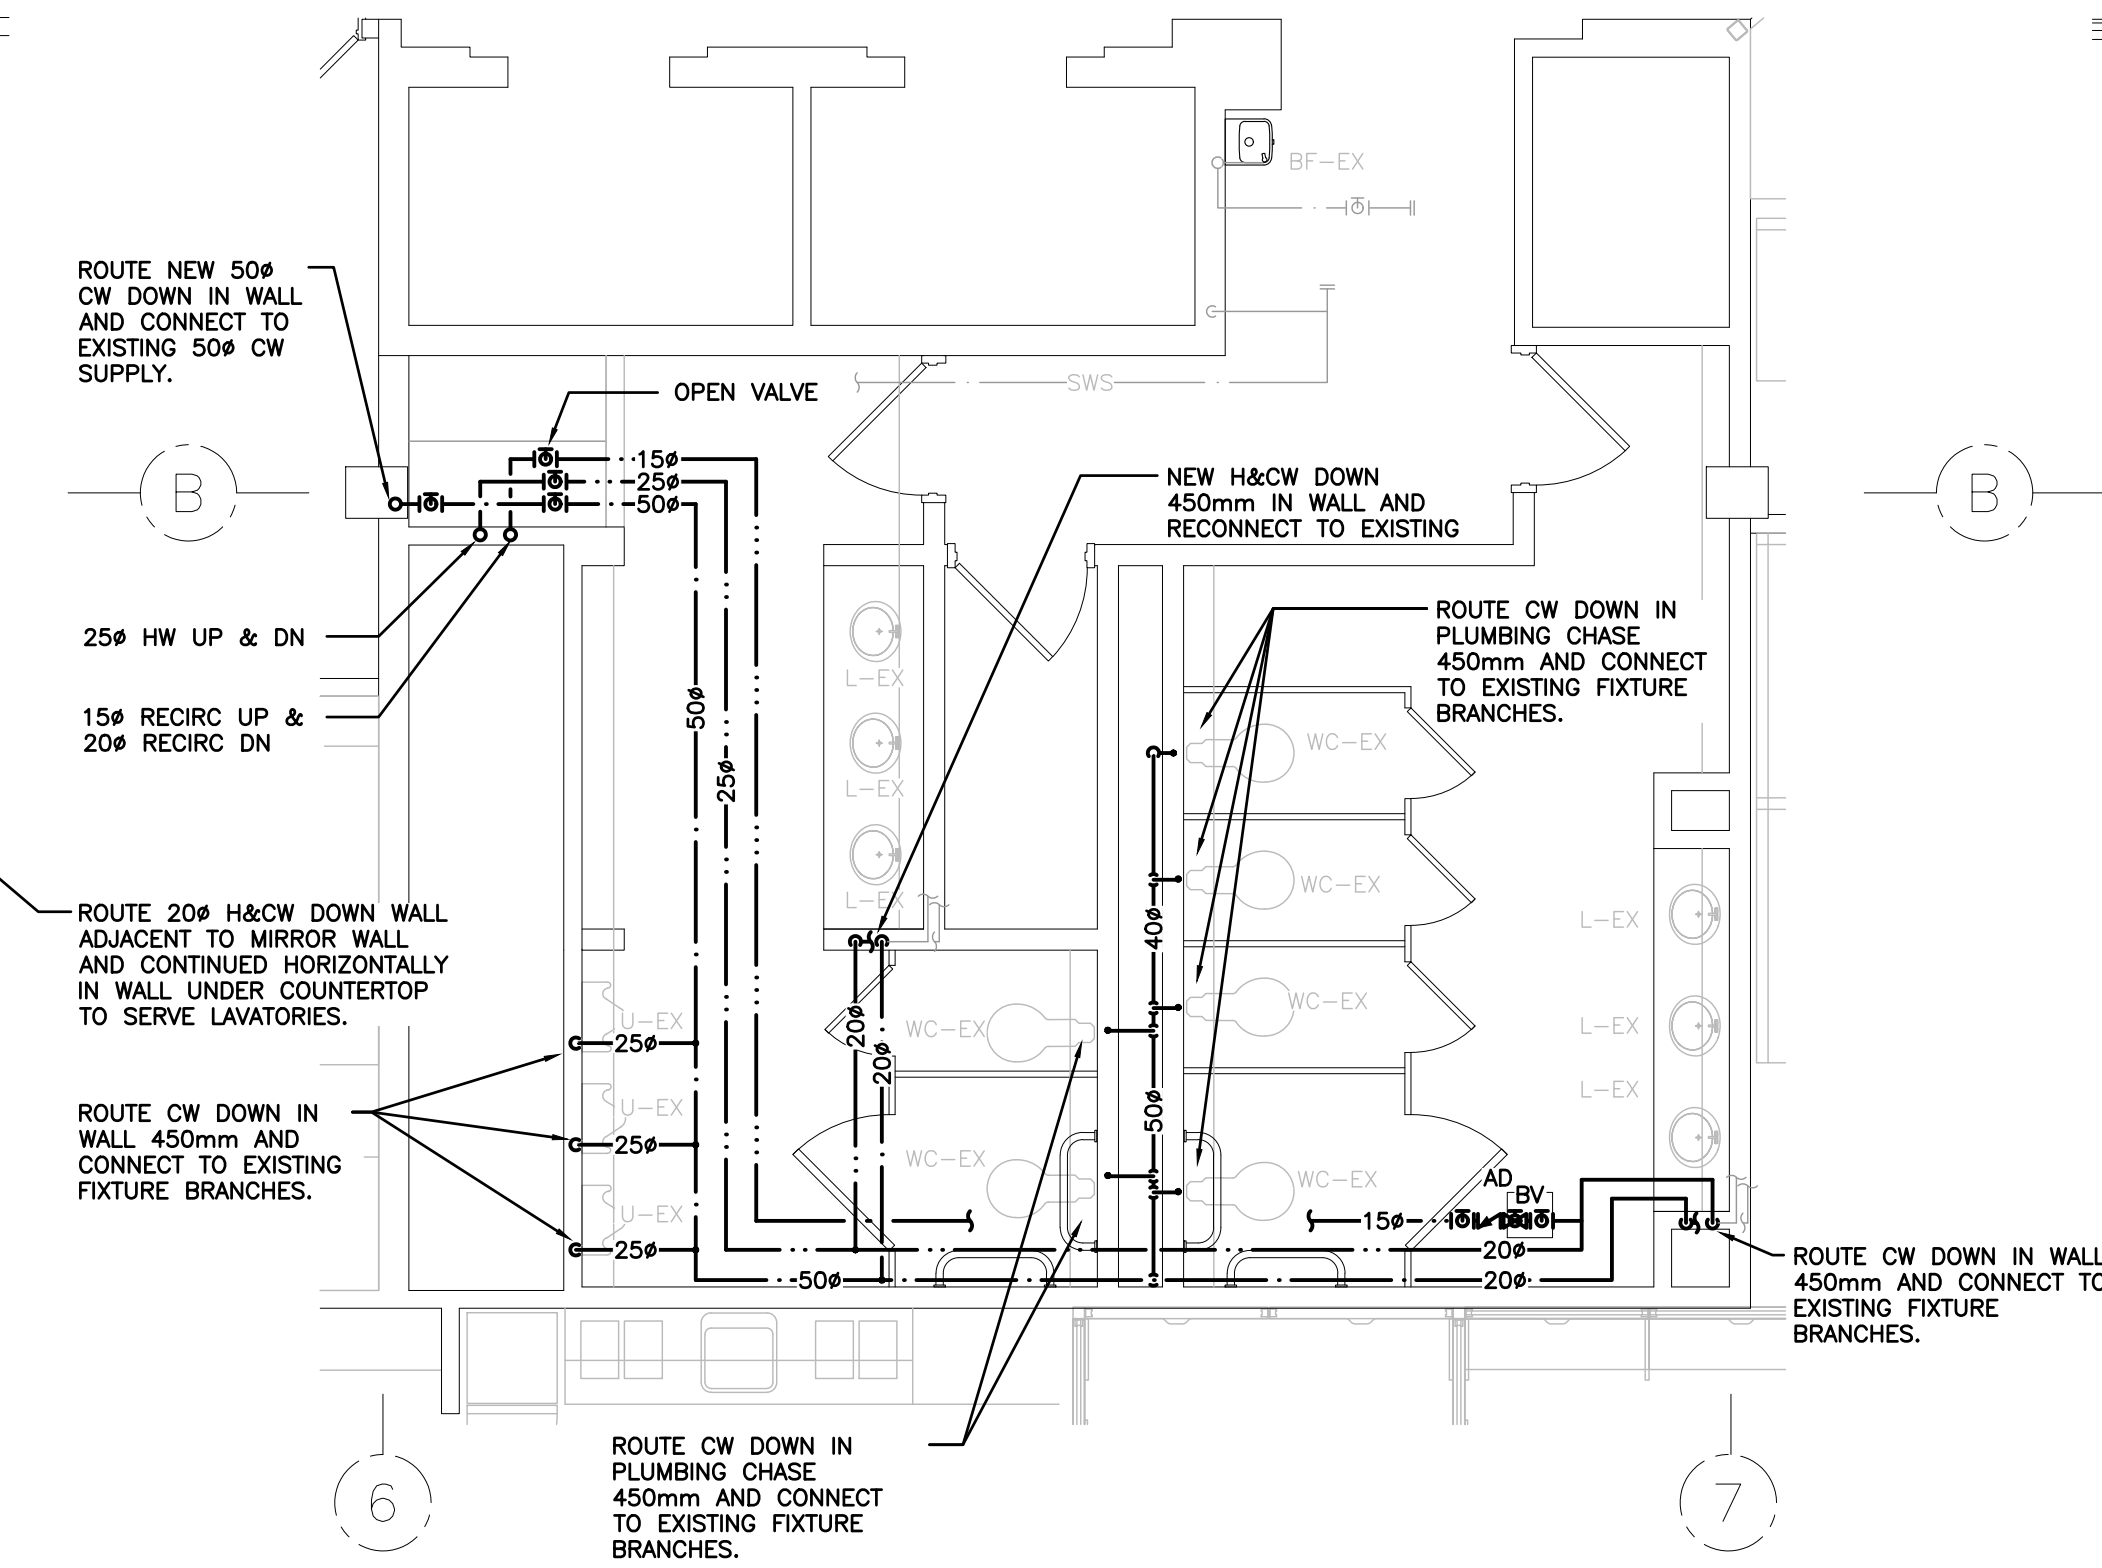 BF-EX
ROUTE NEW 50ø
CW DOWN IN WALL
AND CONNECT TO
EXISTING 50ø CW
SUPPLY.
OPEN VALVE
SWS
15ø
25ø
50ø
B
B
NEW H&CW DOWN
450mm IN WALL AND
RECONNECT TO EXISTING
25ø HW UP & DN
15ø RECIRC UP &
20ø RECIRC DN
ROUTE CW DOWN IN
PLUMBING CHASE
450mm AND CONNECT
TO EXISTING FIXTURE
BRANCHES.
L-EX
L-EX
L-EX
50ø
25ø
WC-EX
WC-EX
WC-EX
WC-EX
40ø
50ø
L-EX
L-EX
L-EX
ROUTE 20ø H&CW DOWN WALL
ADJACENT TO MIRROR WALL
AND CONTINUED HORIZONTALLY
IN WALL UNDER COUNTERTOP
TO SERVE LAVATORIES.
U-EX
25ø
U-EX
25ø
U-EX
25ø
20ø
20ø
WC-EX
WC-EX
ROUTE CW DOWN IN
WALL 450mm AND
CONNECT TO EXISTING
FIXTURE BRANCHES.
AD
BV
15ø
20ø
50ø
20ø
ROUTE CW DOWN IN WALL
450mm AND CONNECT TO
EXISTING FIXTURE
BRANCHES.
ROUTE CW DOWN IN
PLUMBING CHASE
450mm AND CONNECT
TO EXISTING FIXTURE
BRANCHES.
6
7